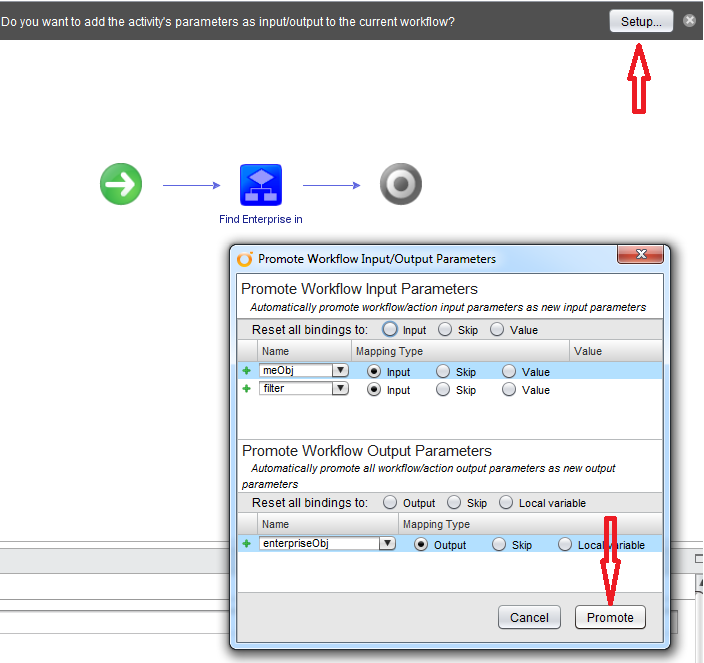 Do you want to add the activity's parameters as input/output to the current workflow? Setup...
Find Enterprise in
Promote Workflow Input/Output Parameters
Promote Workflow Input Parameters
Automatically promote workflow/action input parameters as new input parameters
Reset all bindings to: Input Skip Value
Name Mapping Type Value
meObj Input Skip Value
filter Input Skip Value
Promote Workflow Output Parameters
Automatically promote all workflow/action output parameters as new output
parameters
Reset all bindings to: Output Skip Local variable
Name Mapping Type
enterpriseObj Output Skip Local variable
Cancel Promote